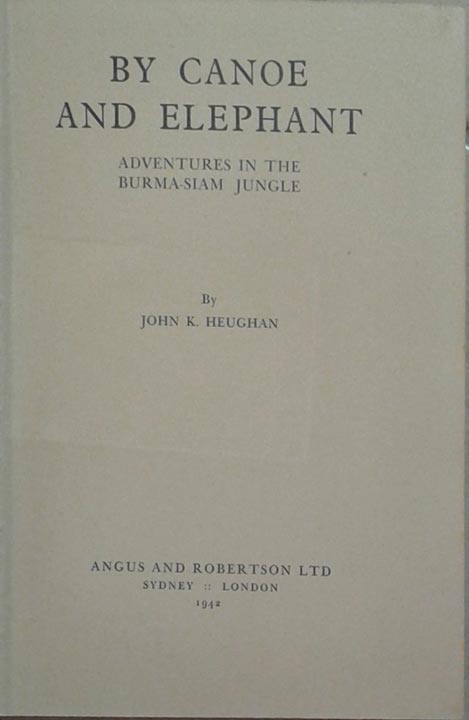 BY CANOE
AND ELEPHANT
ADVENTURES IN THE
BURMA-SIAM JUNGLE
By
JOHN K. HEUGHAN
ANGUS AND ROBERTSON LTD
SYDNEY :: LONDON
1942